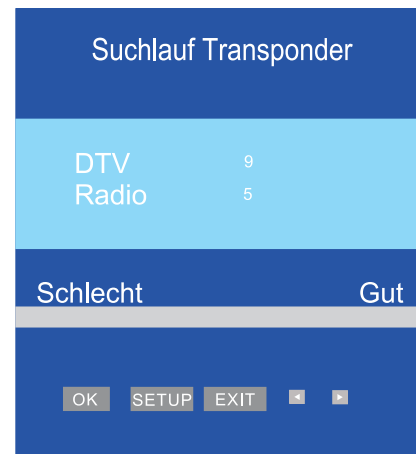 Suchlauf Transponder
DTV 9
Radio 5
Schlecht Gut
OK SETUP EXIT